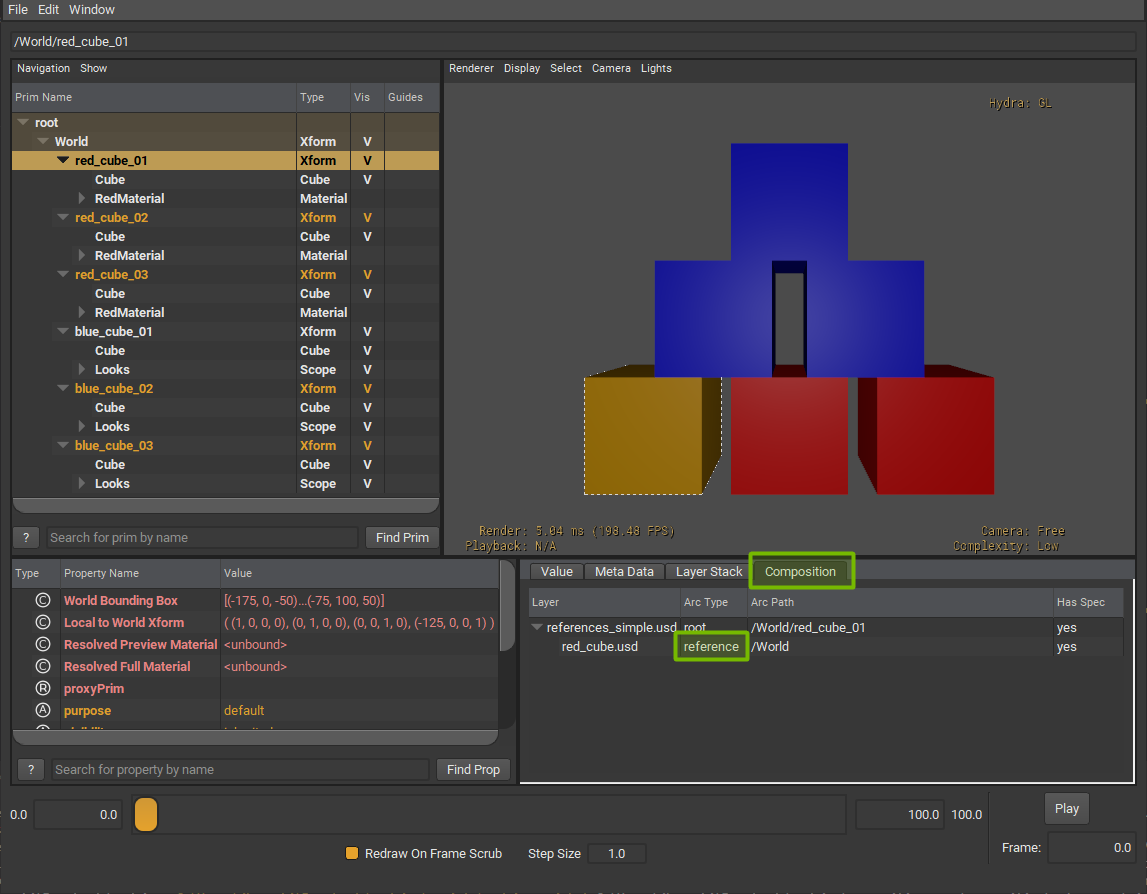 File Edit Window
/World/red_cube_01
Navigation Show
Renderer Display Select Camera Lights
Prim Name Type Vis Guides
Hydra: GL
root
World Xform V
red_cube_01 Xform V
Cube Cube V
RedMaterial Material
red_cube_02 Xform V
Cube Cube V
RedMaterial Material
red_cube_03 Xform V
Cube Cube V
RedMaterial Material
blue_cube_01 Xform V
Cube Cube V
Looks Scope V
blue_cube_02 Xform V
Cube Cube V
Looks Scope V
blue_cube_03 Xform V
Cube Cube V
Looks Scope V
? Search for prim by name Find Prim
Render: 5.04 ms (198.48 FPS)
Playback: N/A
Camera: Free
Complexity: Low
Type Property Name Value
C World Bounding Box [(-175, 0, -50)...(-75, 100, 50)]
C Local to World Xform ( (1, 0, 0, 0), (0, 1, 0, 0), (0, 0, 1, 0), (-125, 0, 0, 1) )
C Resolved Preview Material <unbound>
C Resolved Full Material <unbound>
R proxyPrim
A purpose default
? Search for property by name Find Prop
Value Meta Data Layer Stack Composition
Layer Arc Type Arc Path Has Spec
references_simple.usd root /World/red_cube_01 yes
red_cube.usd reference /World yes
0.0 0.0 100.0 100.0 Play
Redraw On Frame Scrub Step Size 1.0
Frame: 0.0